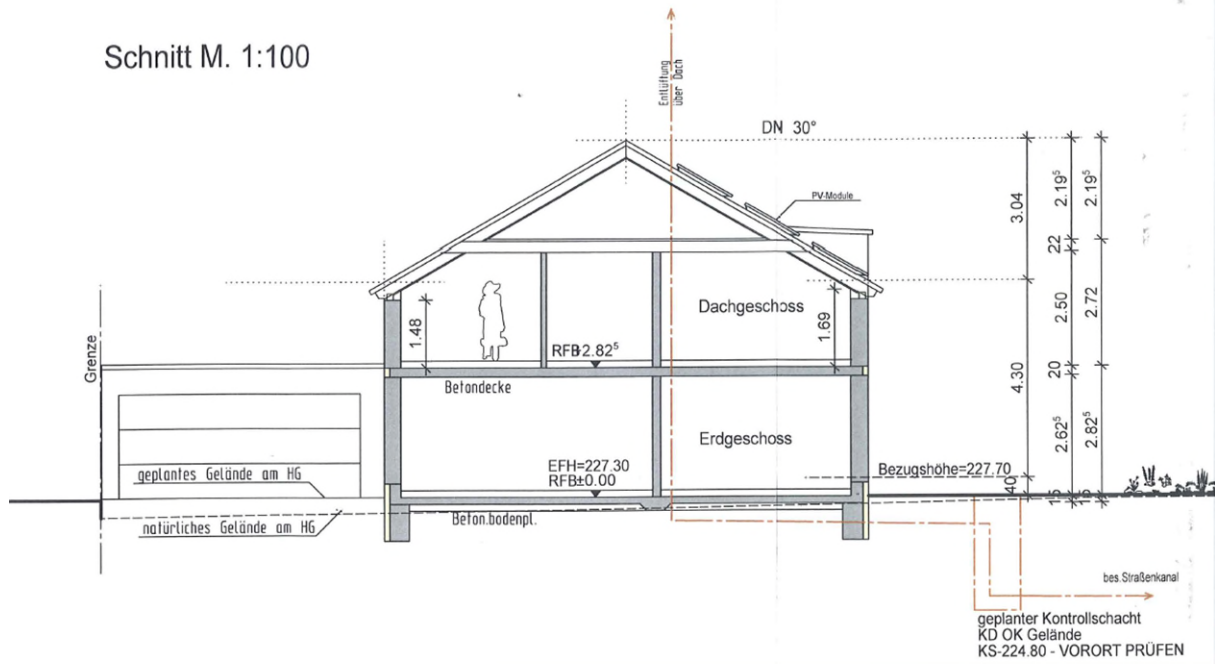 Schnitt M. 1:100
Entlüftung
über Dach
DN 30°
PV-Module
3.04
2.19⁵
2.19⁵
22
2.50
2.72
Dachgeschoss
1.48
1.69
RFB+2.82⁵
Grenze
Betondecke
20
4.30
2.62⁵
2.82⁵
Erdgeschoss
geplantes Gelände am HG
EFH=227.30
RFB±0.00
Bezugshöhe=227.70
40
natürliches Gelände am HG
Beton.bodenpl.
bes.Straßenkanal
geplanter Kontrollschacht
KD OK Gelände
KS-224.80 - VORORT PRÜFEN